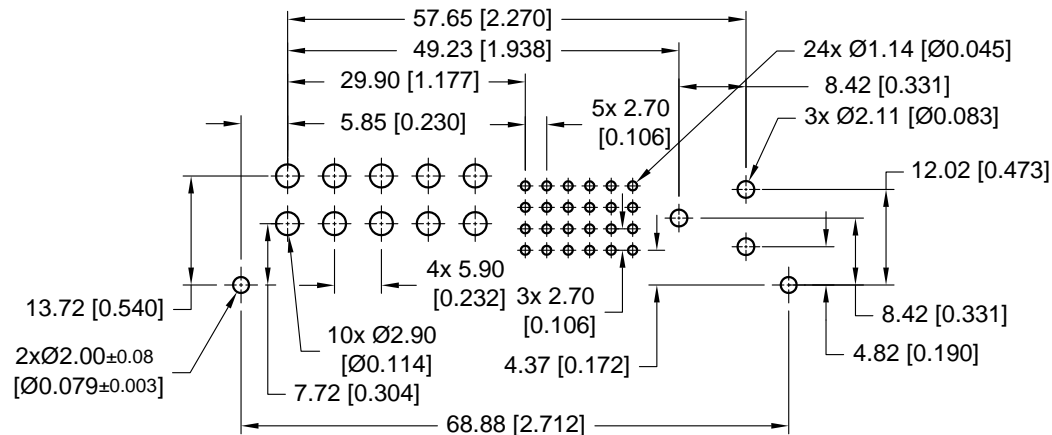 57.65 [2.270]
49.23 [1.938]
24x Ø1.14 [Ø0.045]
29.90 [1.177]
8.42 [0.331]
5.85 [0.230]
5x 2.70
[0.106]
3x Ø2.11 [Ø0.083]
12.02 [0.473]
4x 5.90
[0.232]
3x 2.70
[0.106]
13.72 [0.540]
8.42 [0.331]
10x Ø2.90
[Ø0.114]
2xØ2.00±0.08
[Ø0.079±0.003]
4.37 [0.172]
4.82 [0.190]
7.72 [0.304]
68.88 [2.712]